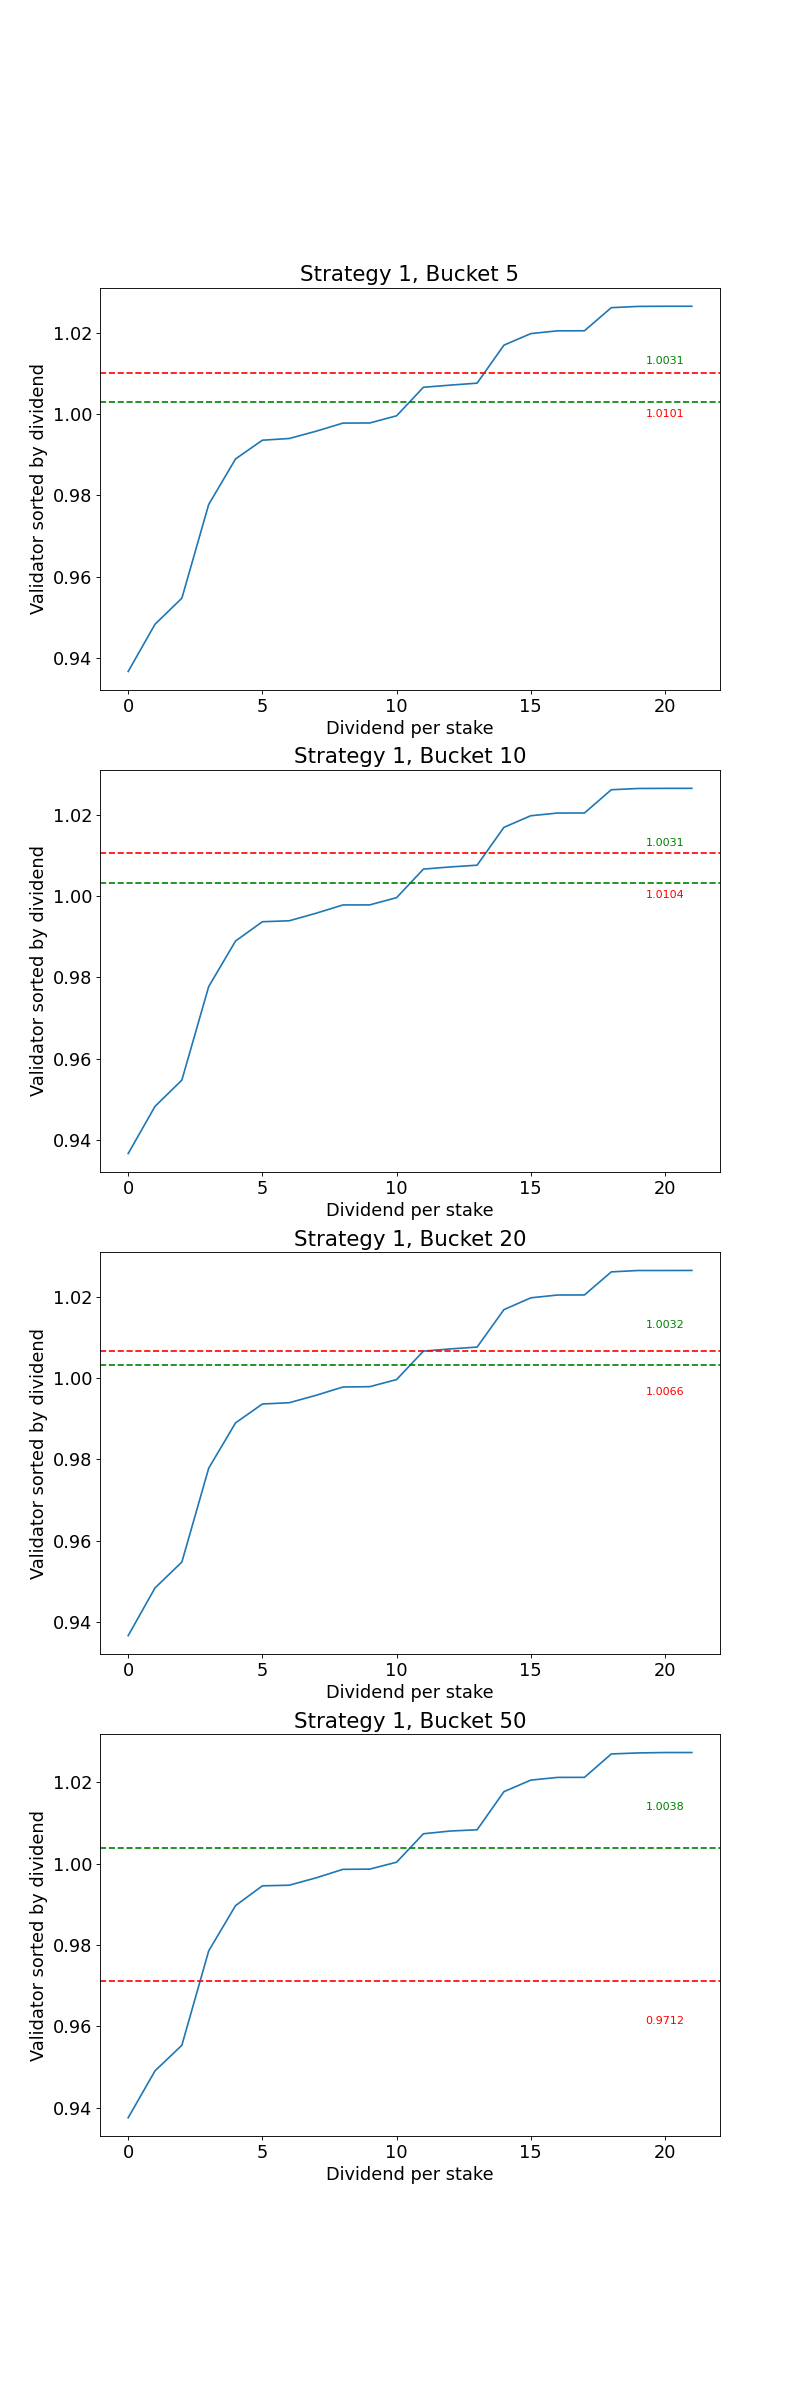 Strategy 1, Bucket 5
Validator sorted by dividend
1.02
1.00
0.98
0.96
0.94
1.0031
1.0101
0 5 10 15 20
Dividend per stake
Strategy 1, Bucket 10
Validator sorted by dividend
1.02
1.00
0.98
0.96
0.94
1.0031
1.0104
0 5 10 15 20
Dividend per stake
Strategy 1, Bucket 20
Validator sorted by dividend
1.02
1.00
0.98
0.96
0.94
1.0032
1.0066
0 5 10 15 20
Dividend per stake
Strategy 1, Bucket 50
Validator sorted by dividend
1.02
1.00
0.98
0.96
0.94
1.0038
0.9712
0 5 10 15 20
Dividend per stake